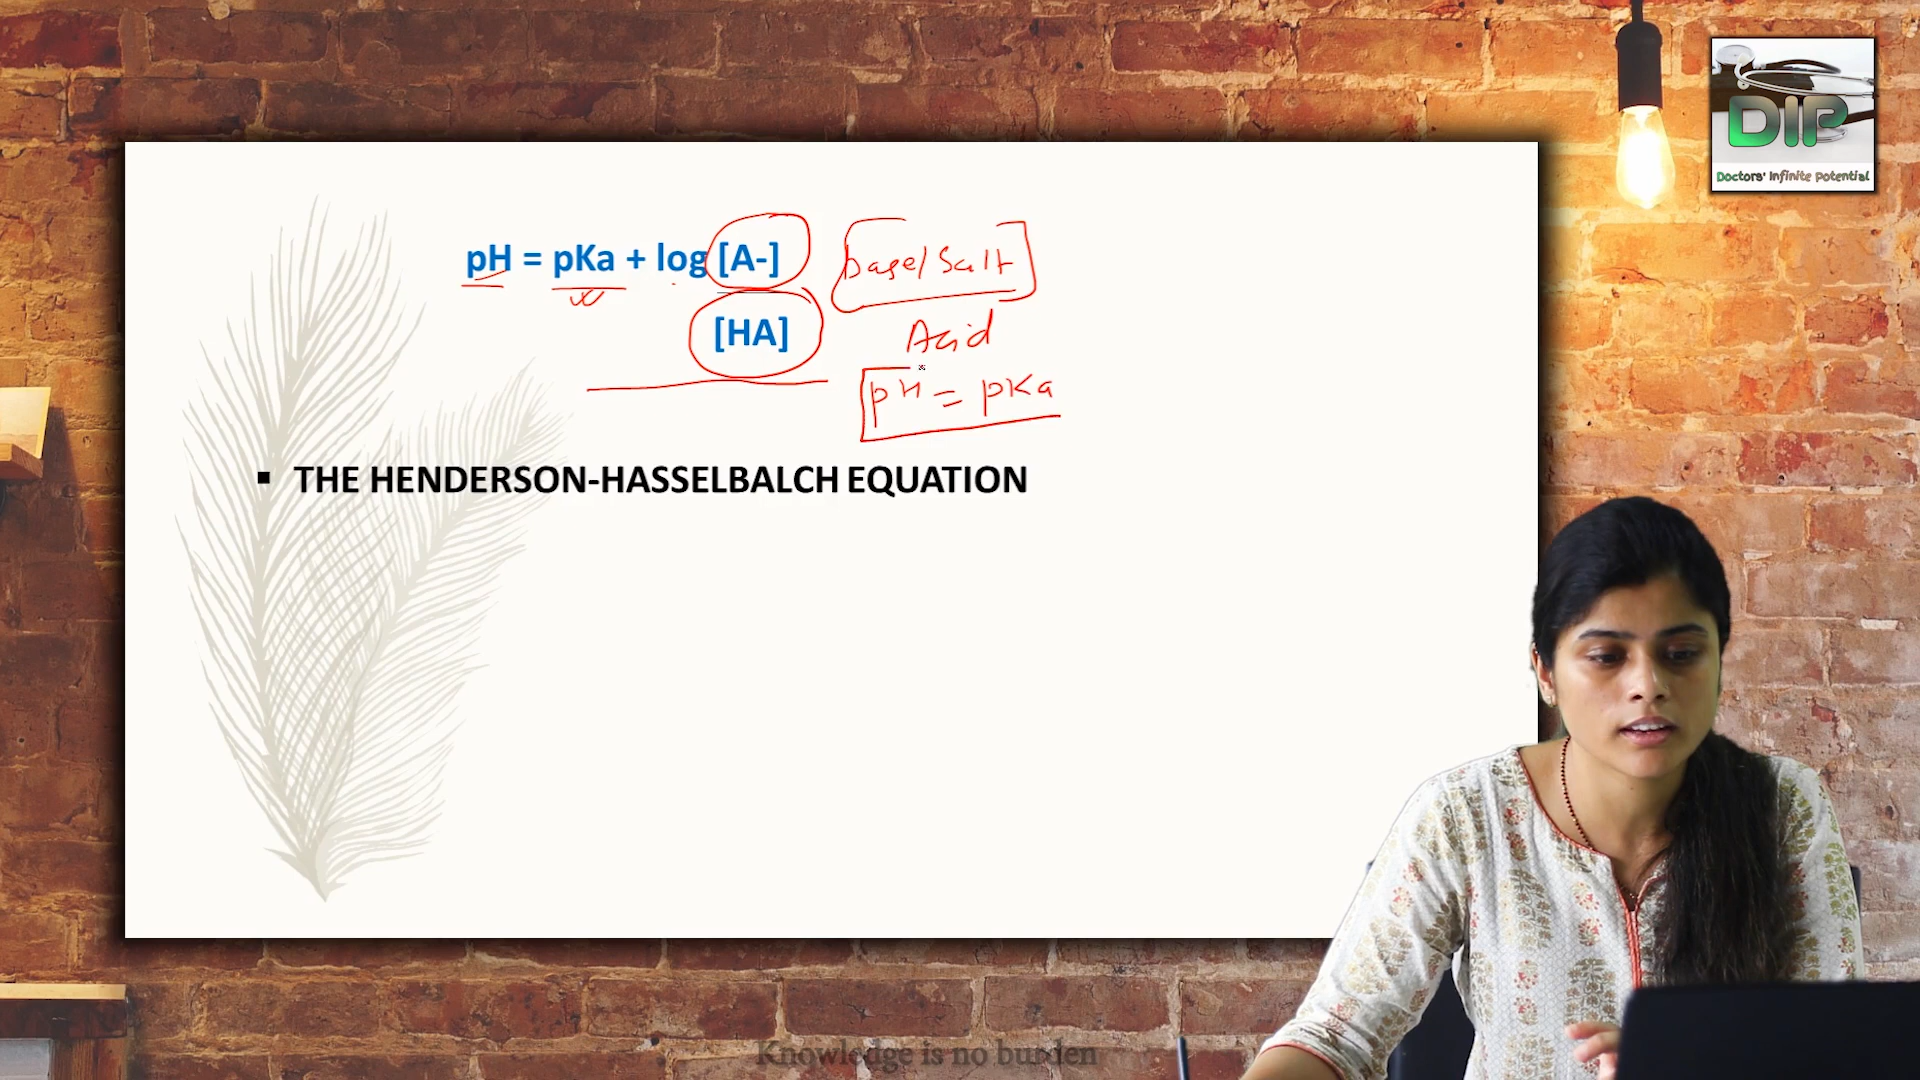 DIP
Doctors' Infinite Potential
pH = pKa + log [A-]
[HA]
base/salt
Acid
pH = pKa
▪ THE HENDERSON-HASSELBALCH EQUATION
Knowledge is no burden